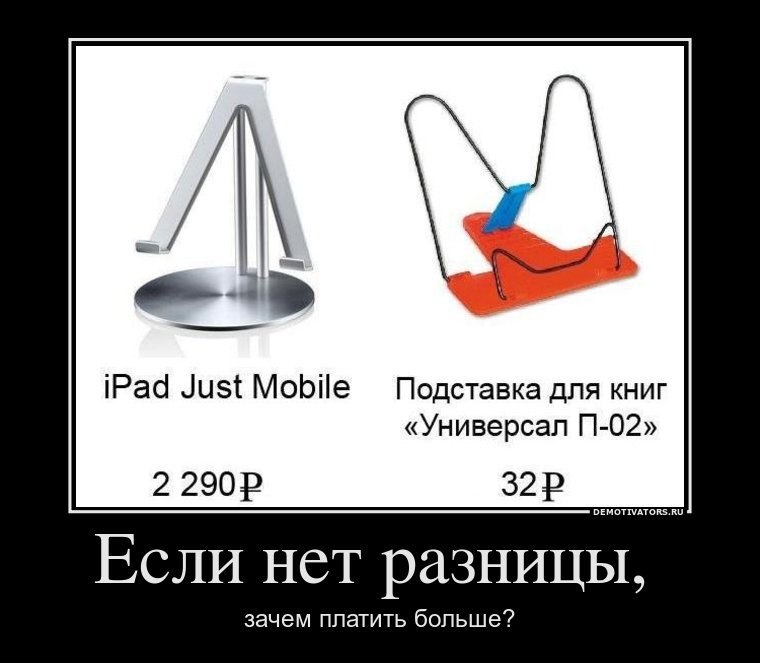 iPad Just Mobile
2 290₽
Подставка для книг
«Универсал П-02»
32₽
DEMOTIVATORS.RU
Если нет разницы,
зачем платить больше?